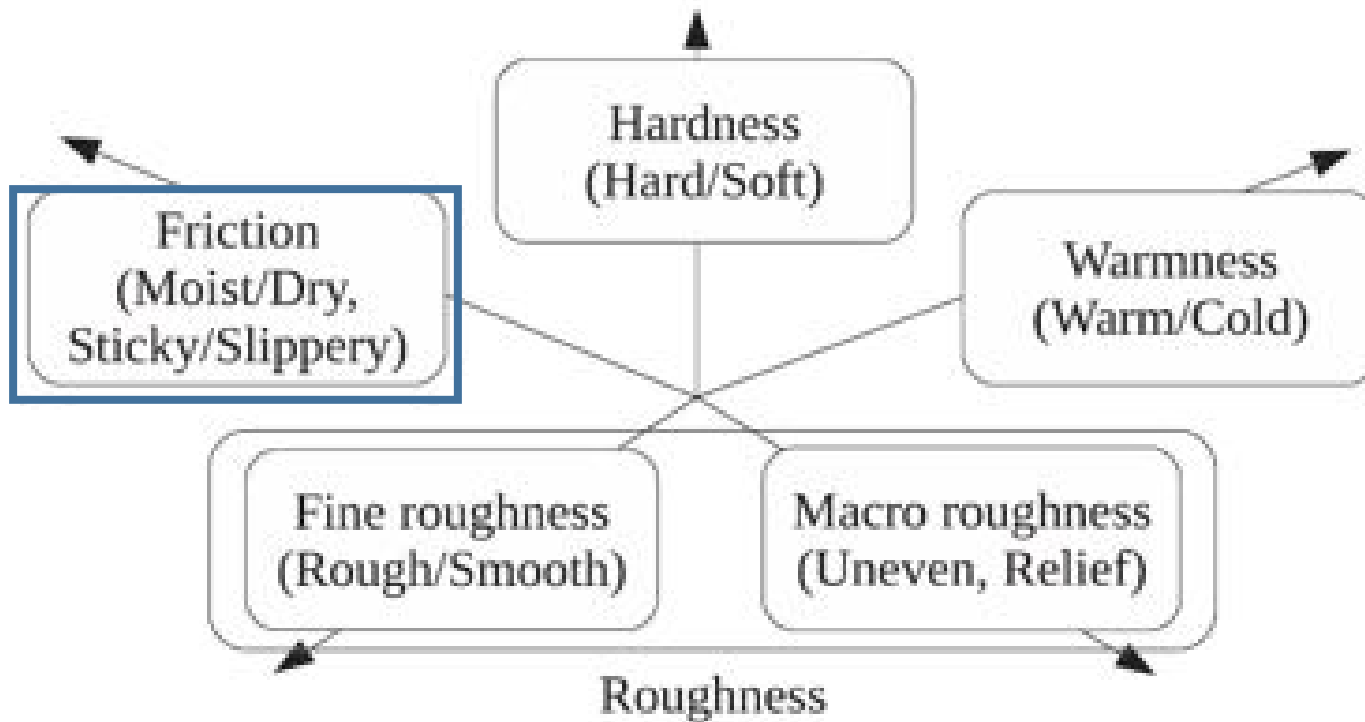 Hardness
(Hard/Soft)
Friction
(Moist/Dry,
Sticky/Slippery)
Warmness
(Warm/Cold)
Fine roughness
(Rough/Smooth)
Macro roughness
(Uneven, Relief)
Roughness